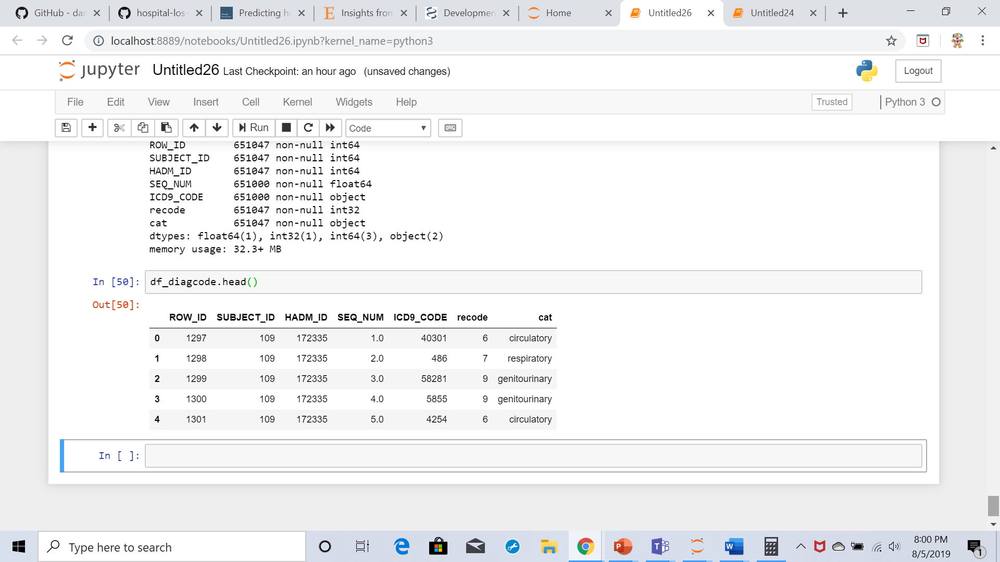 GitHub - dar
hospital-los-
Predicting ho
Insights from
Developmen
Home
Untitled26
Untitled24
localhost:8889/notebooks/Untitled26.ipynb?kernel_name=python3
jupyter Untitled26 Last Checkpoint: an hour ago (unsaved changes)
Logout
File Edit View Insert Cell Kernel Widgets Help
Trusted
Python 3
Run
Code
ROW_ID 651047 non-null int64
SUBJECT_ID 651047 non-null int64
HADM_ID 651047 non-null int64
SEQ_NUM 651000 non-null float64
ICD9_CODE 651000 non-null object
recode 651047 non-null int32
cat 651047 non-null object
dtypes: float64(1), int32(1), int64(3), object(2)
memory usage: 32.3+ MB
In [50]: df_diagcode.head()
Out[50]:
ROW_ID SUBJECT_ID HADM_ID SEQ_NUM ICD9_CODE recode cat
0 1297 109 172335 1.0 40301 6 circulatory
1 1298 109 172335 2.0 486 7 respiratory
2 1299 109 172335 3.0 58281 9 genitourinary
3 1300 109 172335 4.0 5855 9 genitourinary
4 1301 109 172335 5.0 4254 6 circulatory
In [ ]:
Type here to search
8:00 PM
8/5/2019
1